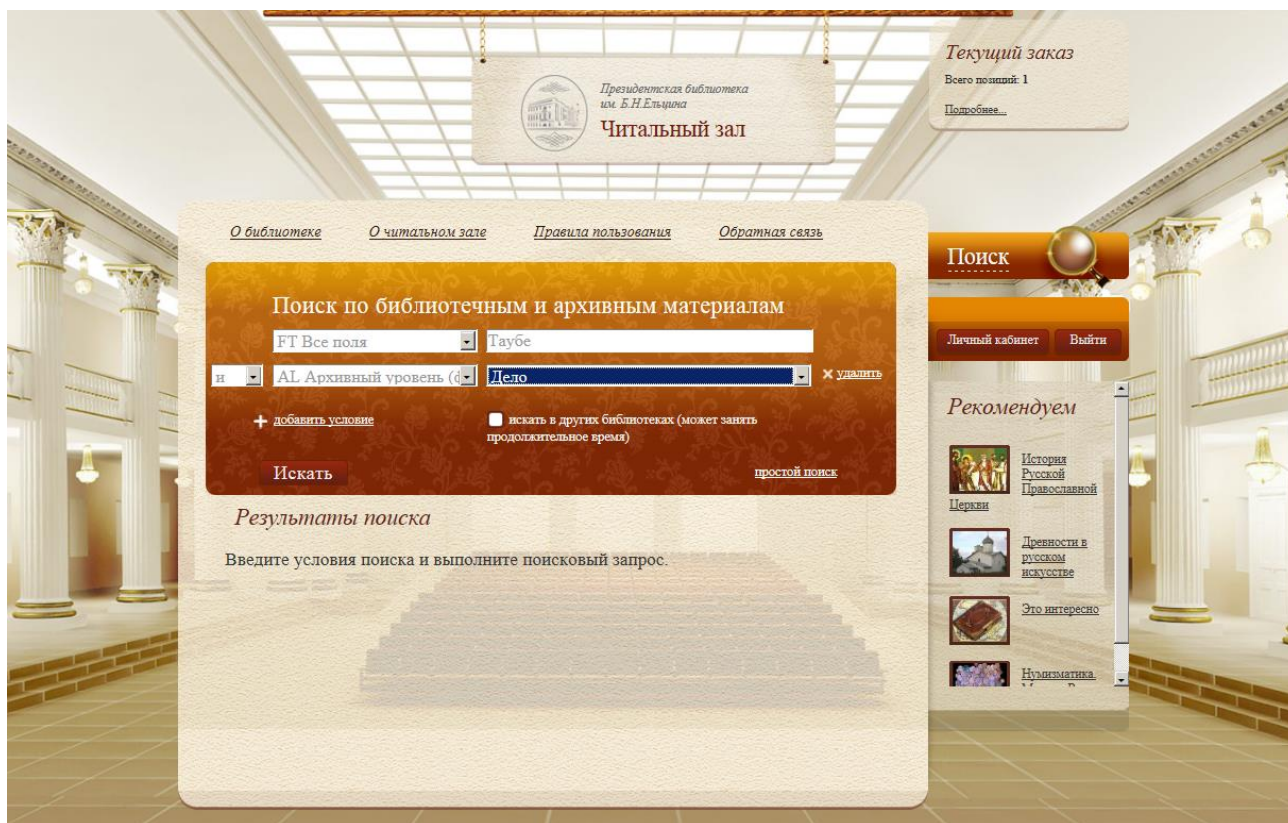 Президентская библиотека
им. Б.Н.Ельцина
Читальный зал
Текущий заказ
Всего позиций: 1
Подробнее...
О библиотеке
О читальном зале
Правила пользования
Обратная связь
Поиск по библиотечным и архивным материалам
FT Все поля
Таубе
и
AL Архивный уровень (ф
Дело
удалить
добавить условие
искать в других библиотеках (может занять
продолжительное время)
Искать
простой поиск
Результаты поиска
Введите условия поиска и выполните поисковый запрос.
Поиск
Личный кабинет
Выйти
Рекомендуем
История
Русской
Православной
Церкви
Древности в
русском
искусстве
Это интересно
Нумизматика.